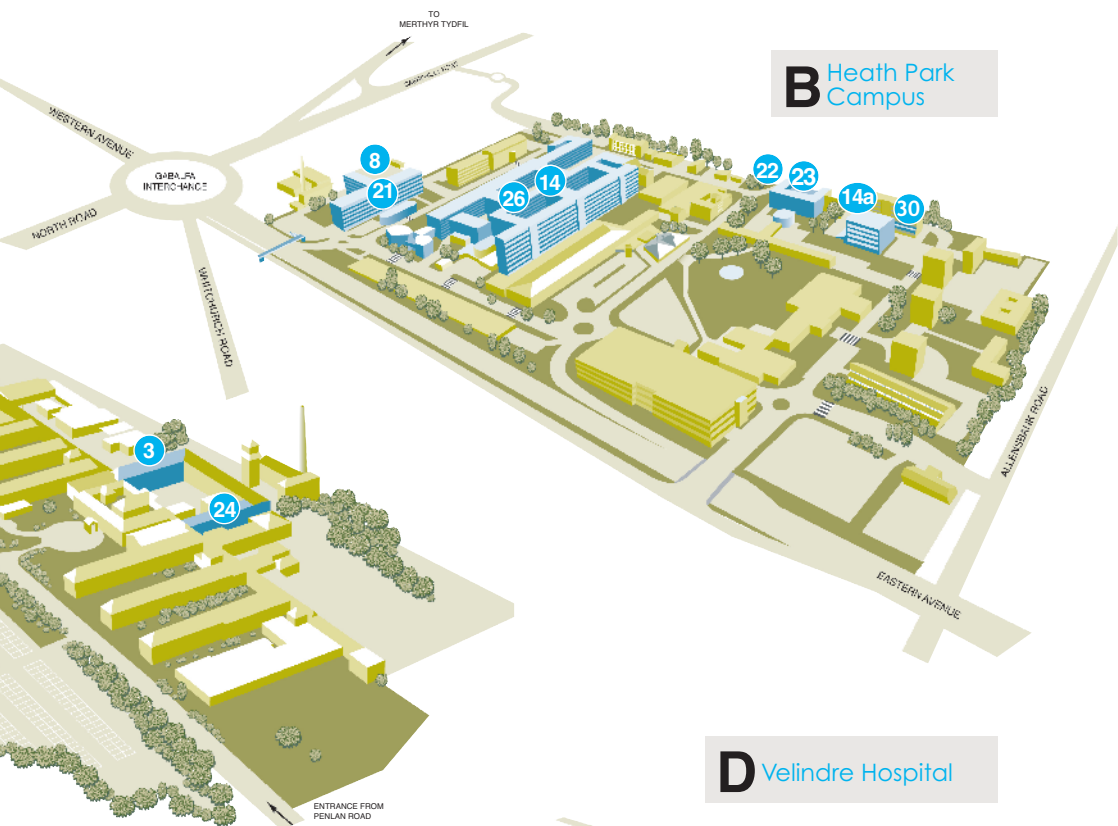 TO
MERTHYR TYDFIL
B Heath Park
Campus
WESTERN AVENUE
GABALFA
INTERCHANGE
NORTH ROAD
WHITCHURCH ROAD
8
21
26
14
22
23
14a
30
3
24
ALLENSBANK ROAD
EASTERN AVENUE
D Velindre Hospital
ENTRANCE FROM
PENLAN ROAD